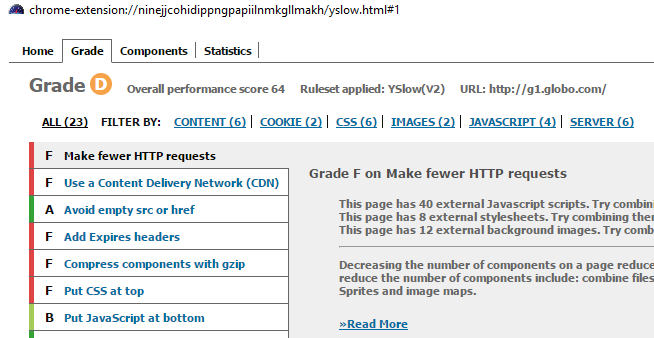 chrome-extension://ninejjcohidippngpapiilnmkgllmakh/yslow.html#1
Home Grade Components Statistics
Grade D Overall performance score 64 Ruleset applied: YSlow(V2) URL: http://g1.globo.com/
ALL (23) FILTER BY: CONTENT (6) | COOKIE (2) | CSS (6) | IMAGES (2) | JAVASCRIPT (4) | SERVER (6)
F Make fewer HTTP requests
F Use a Content Delivery Network (CDN)
A Avoid empty src or href
F Add Expires headers
F Compress components with gzip
F Put CSS at top
B Put JavaScript at bottom
Grade F on Make fewer HTTP requests
This page has 40 external Javascript scripts. Try combinin
This page has 8 external stylesheets. Try combining the
This page has 12 external background images. Try comb
Decreasing the number of components on a page reduce
reduce the number of components include: combine files
Sprites and image maps.
»Read More